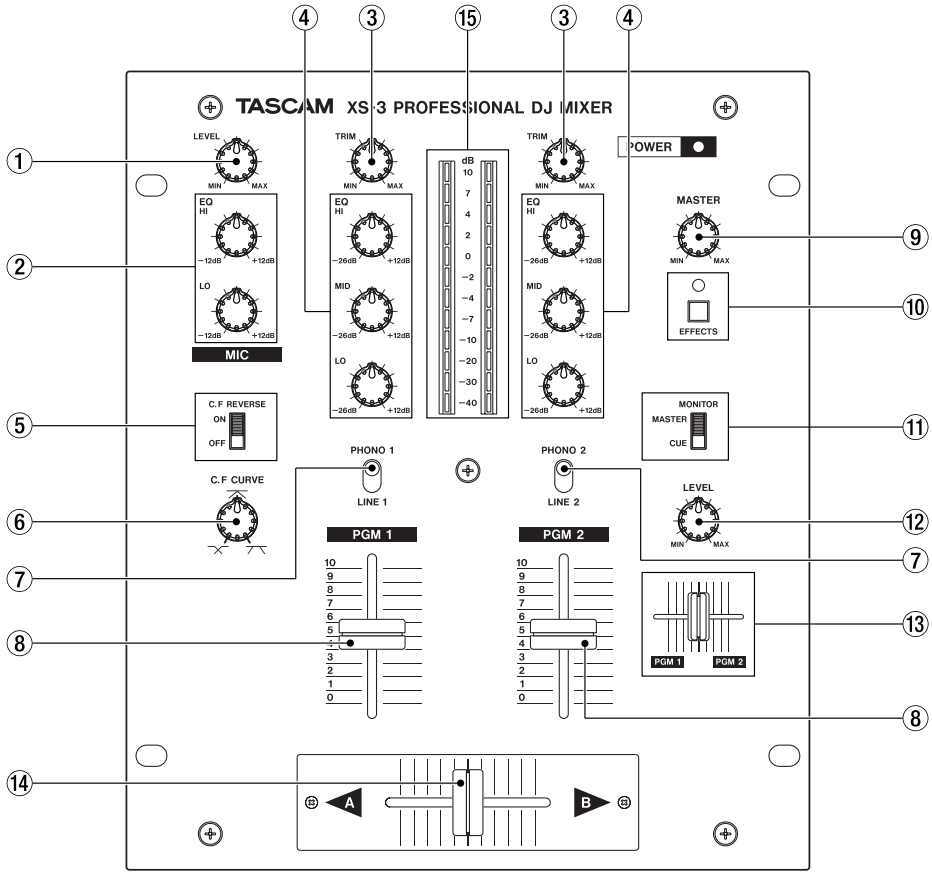 ④ ③ ⑮ ③ ④
TASCAM XS-3 PROFESSIONAL DJ MIXER
POWER
①
LEVEL
MIN MAX
②
EQ
HI
−12dB +12dB
LO
−12dB +12dB
MIC
TRIM
MIN MAX
EQ
HI
−26dB +12dB
MID
−26dB +12dB
LO
−26dB +12dB
dB
10
7
4
2
0
−2
−4
−7
−10
−20
−30
−40
TRIM
MIN MAX
EQ
HI
−26dB +12dB
MID
−26dB +12dB
LO
−26dB +12dB
MASTER
MIN MAX
⑨
EFFECTS
⑩
⑤
C.F REVERSE
ON
OFF
MONITOR
MASTER
CUE
⑪
⑥
C.F CURVE
⑦
PHONO 1
LINE 1
PHONO 2
LINE 2
LEVEL
MIN MAX
⑫
⑦
PGM 1
10
9
8
7
6
5
4
3
2
1
0
⑧
PGM 2
10
9
8
7
6
5
4
3
2
1
0
⑧
PGM 1 PGM 2
⑬
⑭
A B